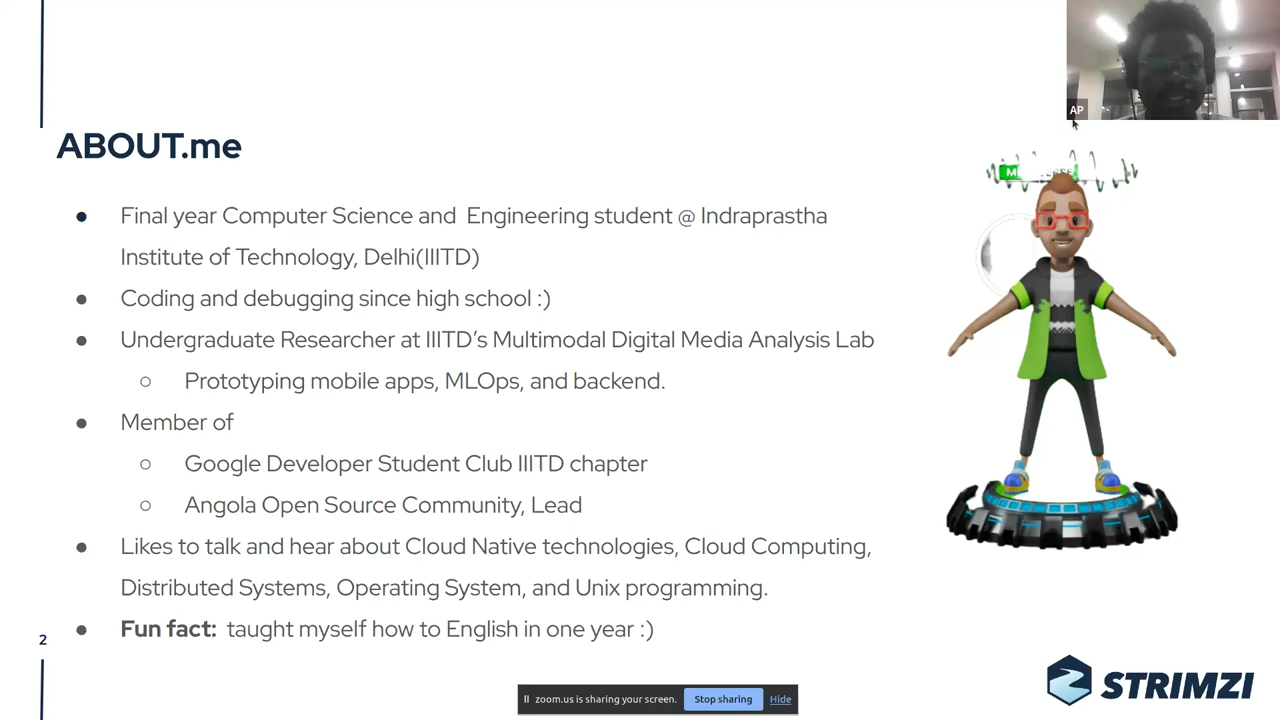 AP
ABOUT.me
● Final year Computer Science and Engineering student @ Indraprastha
Institute of Technology, Delhi(IIITD)
● Coding and debugging since high school :)
● Undergraduate Researcher at IIITD’s Multimodal Digital Media Analysis Lab
○ Prototyping mobile apps, MLOps, and backend.
● Member of
○ Google Developer Student Club IIITD chapter
○ Angola Open Source Community, Lead
● Likes to talk and hear about Cloud Native technologies, Cloud Computing,
Distributed Systems, Operating System, and Unix programming.
● Fun fact: taught myself how to English in one year :)
2
zoom.us is sharing your screen. Stop sharing Hide
STRIMZI